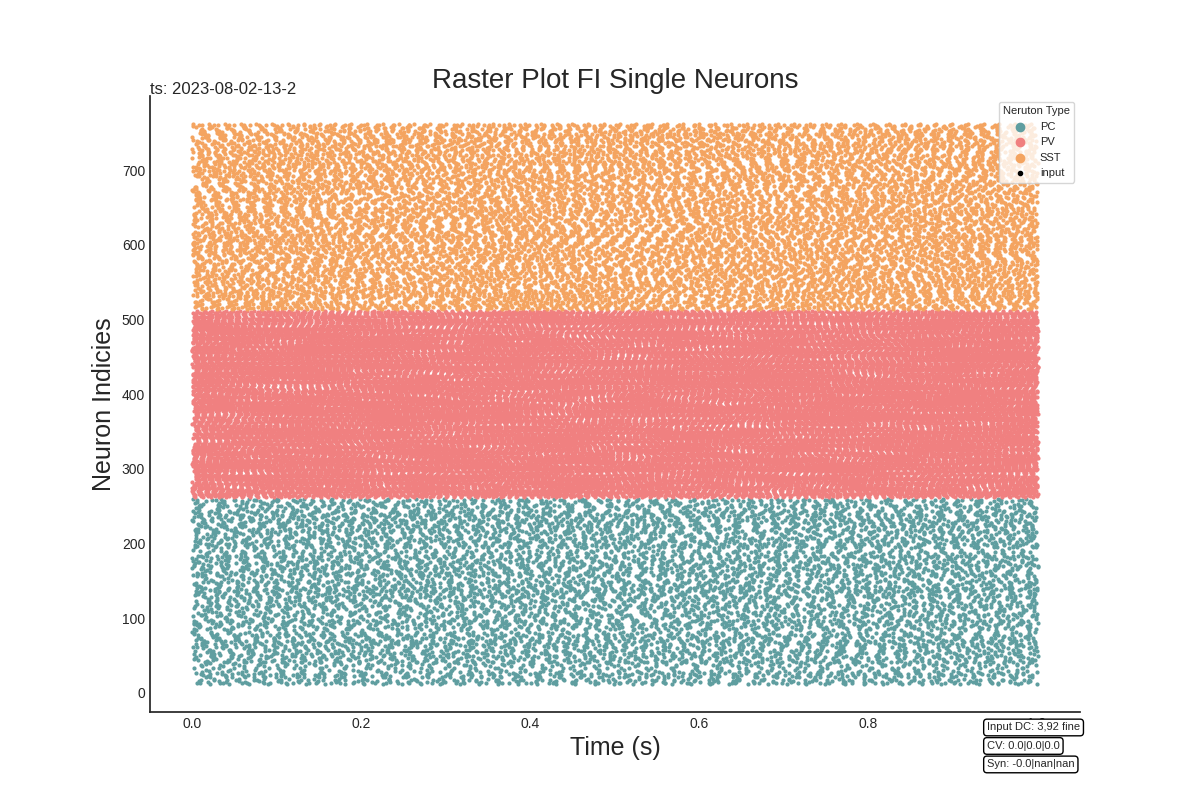 Raster Plot FI Single Neurons
ts: 2023-08-02-13-2
Neruton Type
PC
PV
SST
input
700
600
500
400
300
200
100
0
Neuron Indicies
0.0
0.2
0.4
0.6
0.8
Time (s)
Input DC: 3,92 fine
CV: 0.0|0.0|0.0
Syn: -0.0|nan|nan